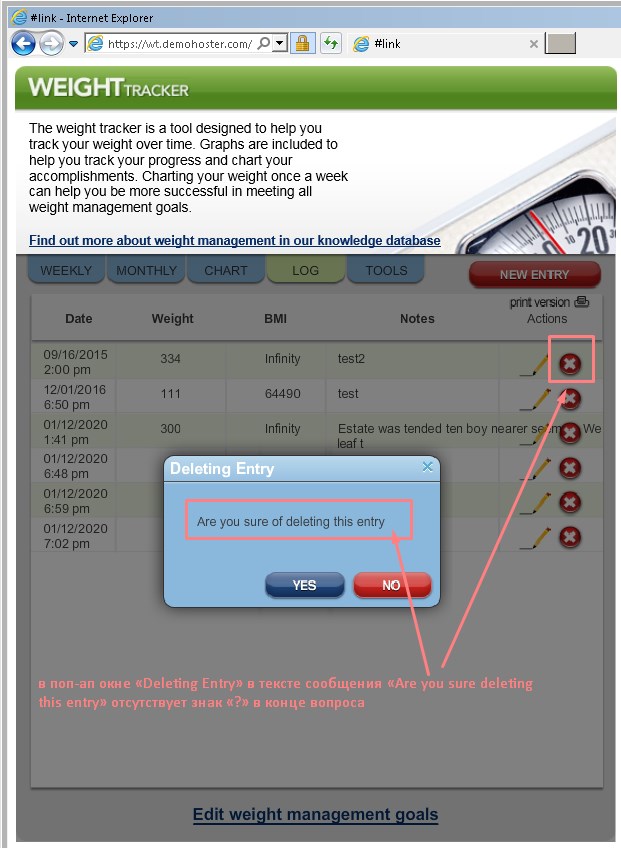 #link - Internet Explorer
https://wt.demohoster.com/
#link
WEIGHT TRACKER
The weight tracker is a tool designed to help you
track your weight over time. Graphs are included to
help you track your progress and chart your
accomplishments. Charting your weight once a week
can help you be more successful in meeting all
weight management goals.
Find out more about weight management in our knowledge database
10 20
WEEKLY MONTHLY CHART LOG TOOLS NEW ENTRY
print version
Date Weight BMI Notes Actions
09/16/2015 334 Infinity test2
2:00 pm
12/01/2016 111 64490 test
6:50 pm
01/12/2020 300 Infinity Estate was tended ten boy nearer We
1:41 pm leaf t
01/12/2020
6:48 pm
01/12/2020
6:59 pm
01/12/2020
7:02 pm
Deleting Entry
Are you sure of deleting this entry
YES NO
в поп-ап окне «Deleting Entry» в тексте сообщения «Are you sure deleting
this entry» отсутствует знак «?» в конце вопроса
Edit weight management goals